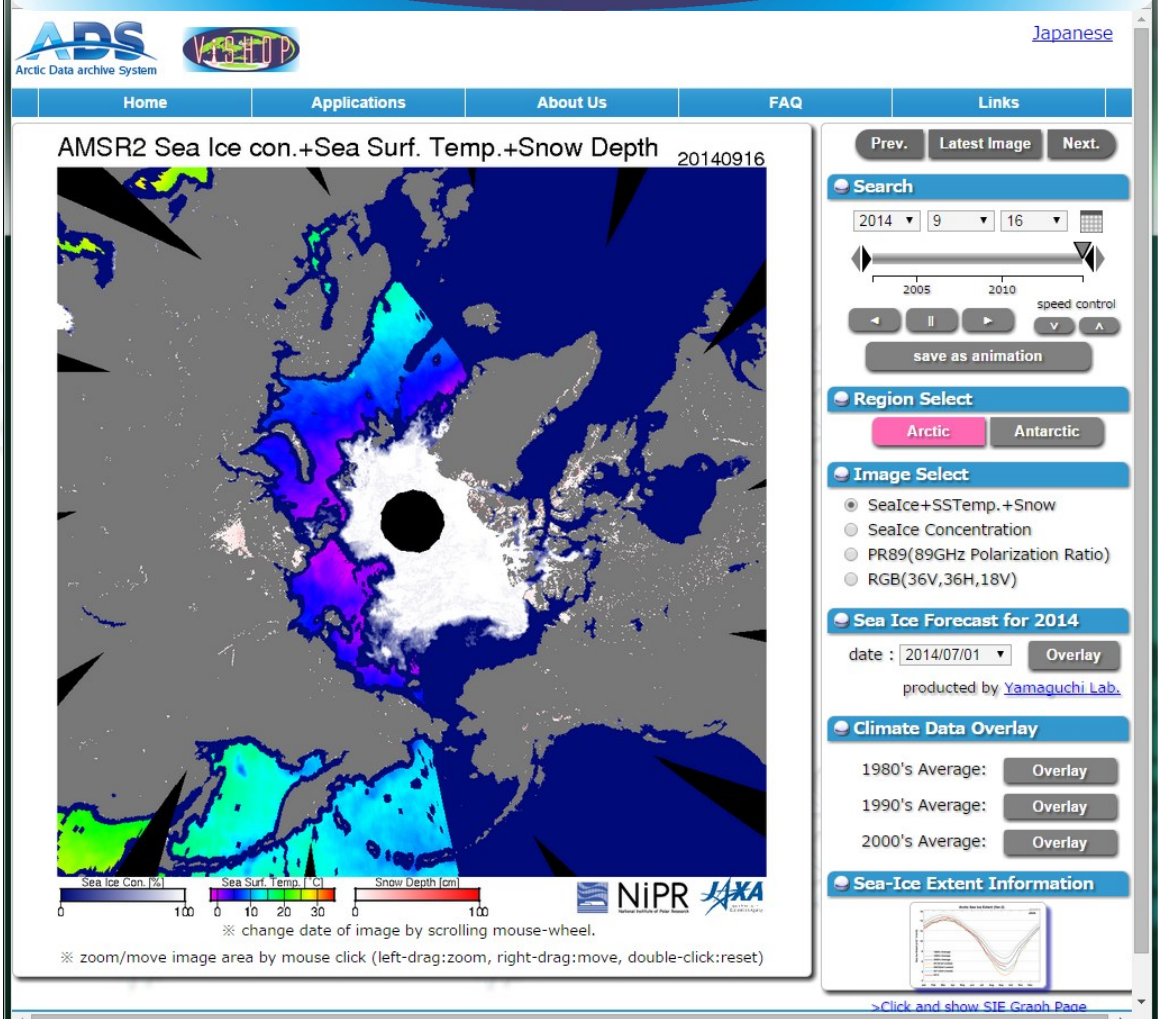 ADS
Arctic Data archive System
VISHOP
Japanese
Home
Applications
About Us
FAQ
Links
AMSR2 Sea Ice con.+Sea Surf. Temp.+Snow Depth
20140916
Sea Ice Con. [%]
0
100
Sea Surf. Temp. [°C]
0 10 20 30
Snow Depth [cm]
0
100
NiPR
National Institute of Polar Research
JAXA
※ change date of image by scrolling mouse-wheel.
※ zoom/move image area by mouse click (left-drag:zoom, right-drag:move, double-click:reset)
Prev.
Latest Image
Next.
Search
2014
9
16
2005
2010
speed control
save as animation
Region Select
Arctic
Antarctic
Image Select
SeaIce+SSTemp.+Snow
SeaIce Concentration
PR89(89GHz Polarization Ratio)
RGB(36V,36H,18V)
Sea Ice Forecast for 2014
date : 2014/07/01
Overlay
producted by Yamaguchi Lab.
Climate Data Overlay
1980's Average:
Overlay
1990's Average:
Overlay
2000's Average:
Overlay
Sea-Ice Extent Information
>Click and show SIE Graph Page